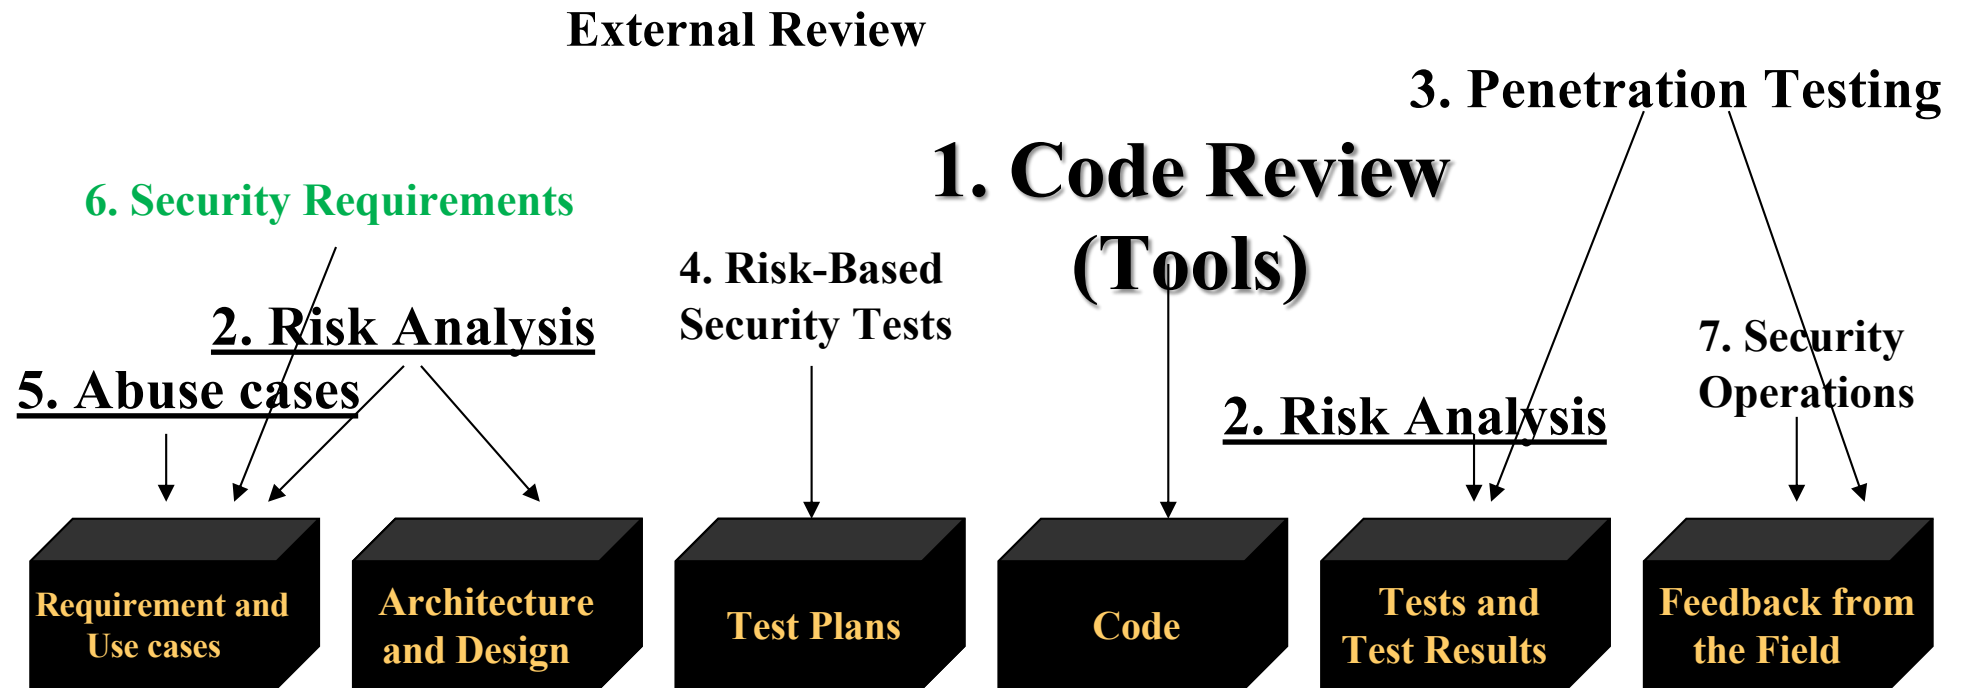 External Review
3. Penetration Testing
1. Code Review
(Tools)
6. Security Requirements
4. Risk-Based
Security Tests
2. Risk Analysis
5. Abuse cases
7. Security
Operations
2. Risk Analysis
Requirement and
Use cases
Architecture
and Design
Test Plans
Code
Tests and
Test Results
Feedback from
the Field